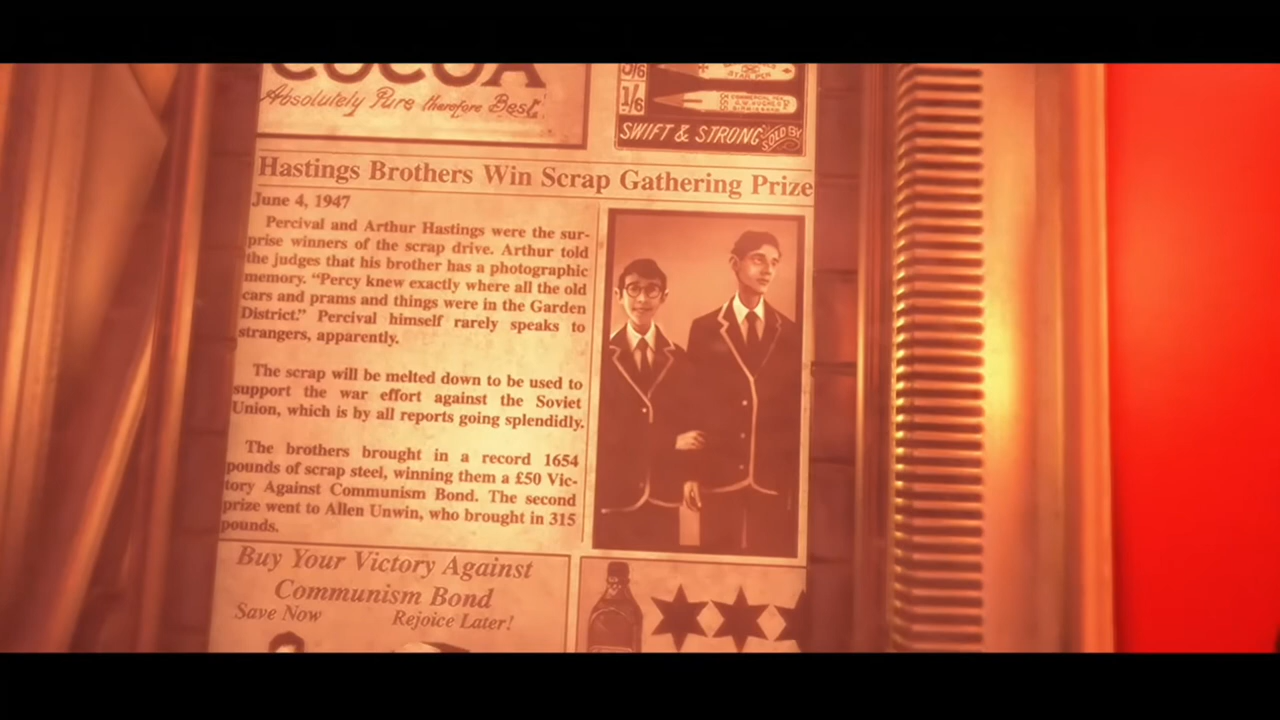 COCOA
Absolutely Pure therefore Best!
1/6
SWIFT & STRONG
SOLD BY
Hastings Brothers Win Scrap Gathering Prize
June 4, 1947
Percival and Arthur Hastings were the sur-
prise winners of the scrap drive. Arthur told
the judges that his brother has a photographic
memory. “Percy knew exactly where all the old
cars and prams and things were in the Garden
District.” Percival himself rarely speaks to
strangers, apparently.
The scrap will be melted down to be used to
support the war effort against the Soviet
Union, which is by all reports going splendidly.
The brothers brought in a record 1654
pounds of scrap steel, winning them a £50 Vic-
tory Against Communism Bond. The second
prize went to Allen Unwin, who brought in 315
pounds.
Buy Your Victory Against
Communism Bond
Save Now Rejoice Later!